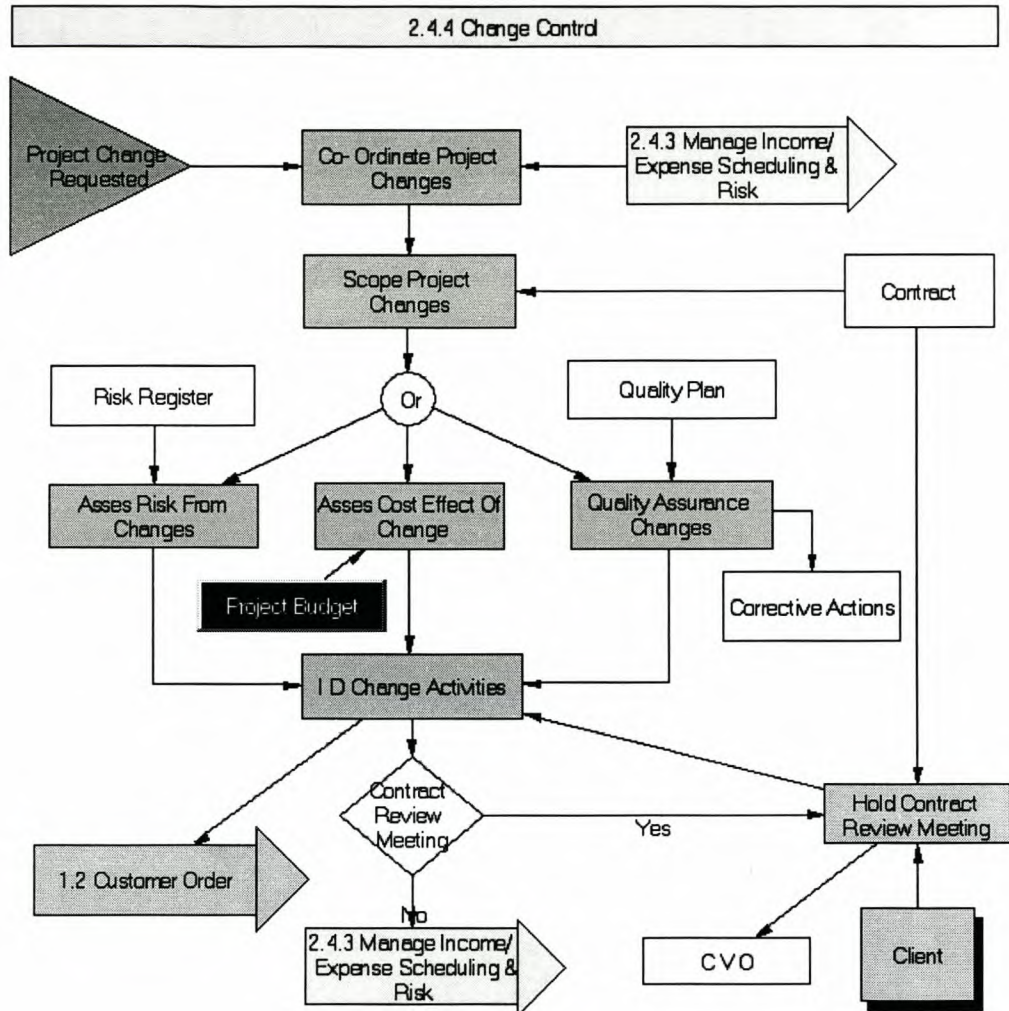 2.4.4 Change Control
Project Change
Requested
Co- Ordinate Project
Changes
2.4.3 Manage Income/
Expense Scheduling &
Risk
Scope Project
Changes
Contract
Risk Register
Or
Quality Plan
Asses Risk From
Changes
Asses Cost Effect Of
Change
Quality Assurance
Changes
Project Budget
Corrective Actions
I D Change Activities
Contract
Review
Meeting
Yes
Hold Contract
Review Meeting
1.2 Customer Order
No
2.4.3 Manage Income/
Expense Scheduling &
Risk
CVO
Client